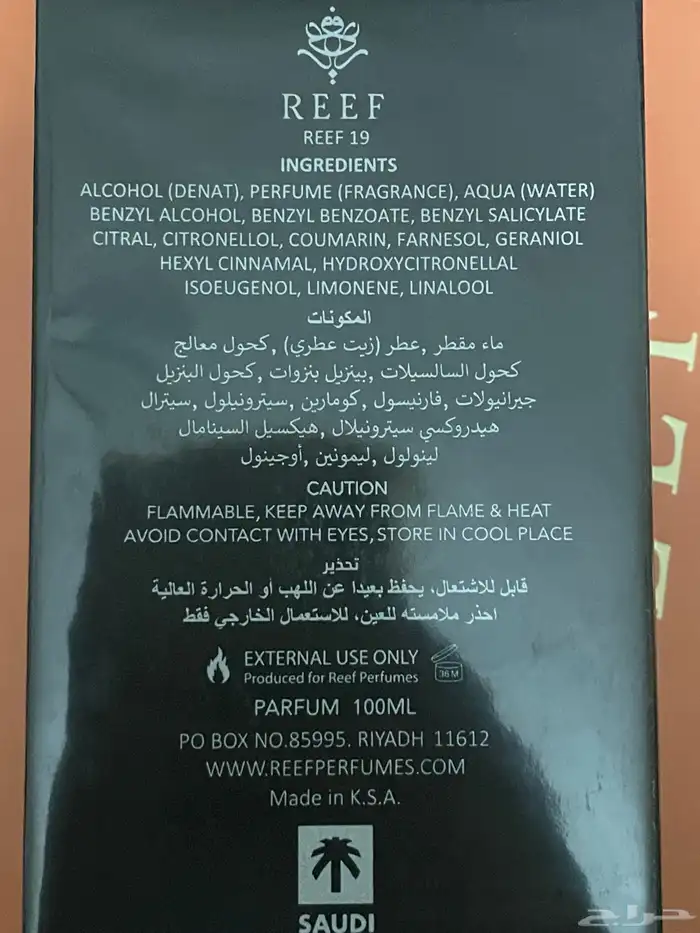 REEF
REEF 19
INGREDIENTS
ALCOHOL (DENAT), PERFUME (FRAGRANCE), AQUA (WATER)
BENZYL ALCOHOL, BENZYL BENZOATE, BENZYL SALICYLATE
CITRAL, CITRONELLOL, COUMARIN, FARNESOL, GERANIOL
HEXYL CINNAMAL, HYDROXYCITRONELLAL
ISOEUGENOL, LIMONENE, LINALOOL
المكونات
ماء مقطر ,عطر (زيت عطري) ,كحول معالج
كحول السالسيلات ,بينزيل بنزوات ,كحول البنزيل
جيرانيولات ,فارنيسول ,كومارين ,سيترونيلول ,سيترال
هيدروكسي سيترونيلال ,هيكسيل السينامال
لينولول ,ليمونين ,أوجينول
CAUTION
FLAMMABLE, KEEP AWAY FROM FLAME & HEAT
AVOID CONTACT WITH EYES, STORE IN COOL PLACE
تحذير
قابل للاشتعال، يحفظ بعيدا عن اللهب أو الحرارة العالية
احذر ملامسته للعين، للاستعمال الخارجي فقط
EXTERNAL USE ONLY
Produced for Reef Perfumes
36 M
PARFUM 100ML
PO BOX NO.85995. RIYADH 11612
WWW.REEFPERFUMES.COM
Made in K.S.A.
SAUDI
حراج